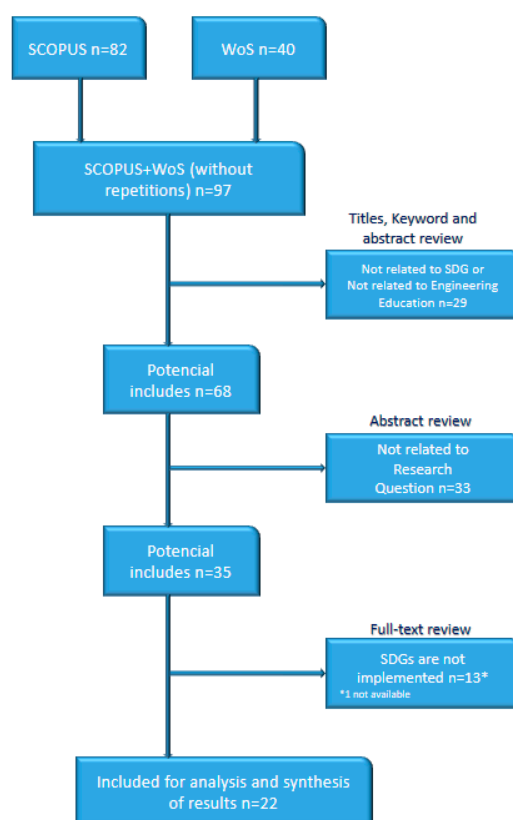 SCOPUS n=82
WoS n=40
SCOPUS+WoS (without
repetitions) n=97
Titles, Keyword and
abstract review
Not related to SDG or
Not related to Engineering
Education n=29
Potencial
includes n=68
Abstract review
Not related to
Research
Question n=33
Potencial
includes n=35
Full-text review
SDGs are not
implemented n=13*
*1 not available
Included for analysis and synthesis
of results n=22